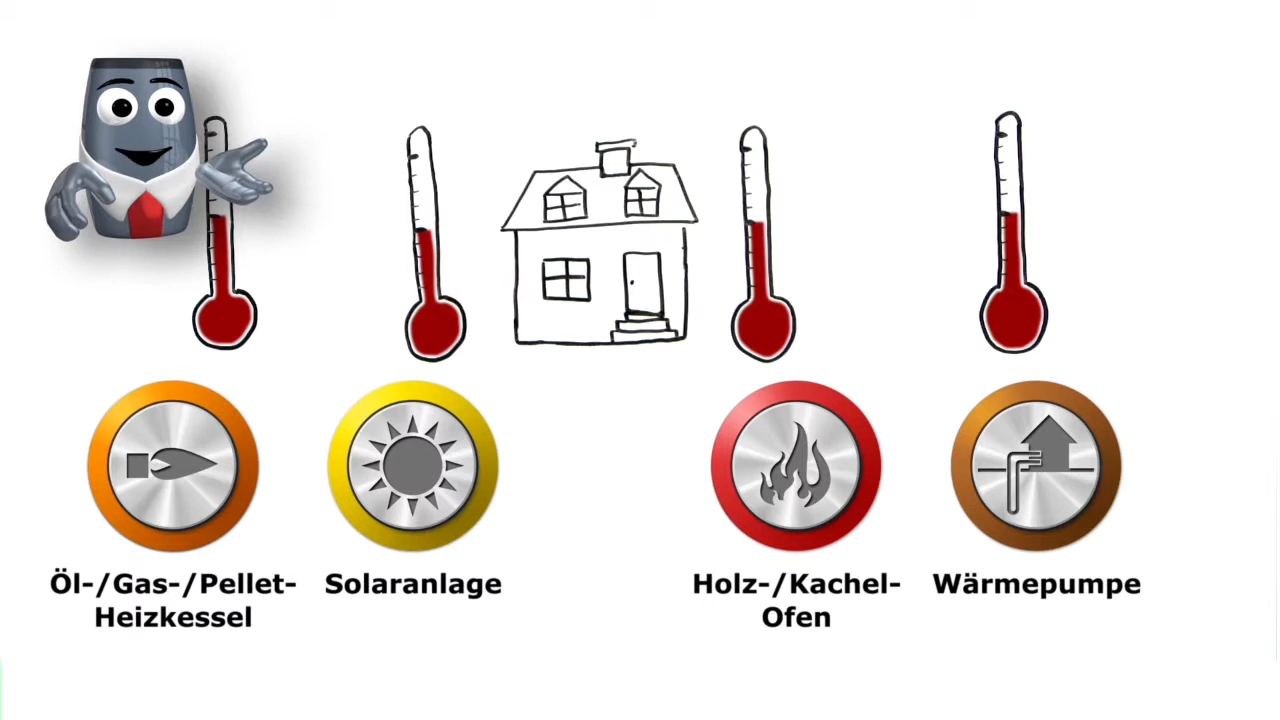 Öl-/Gas-/Pellet-
Heizkessel
Solaranlage
Holz-/Kachel-
Ofen
Wärmepumpe